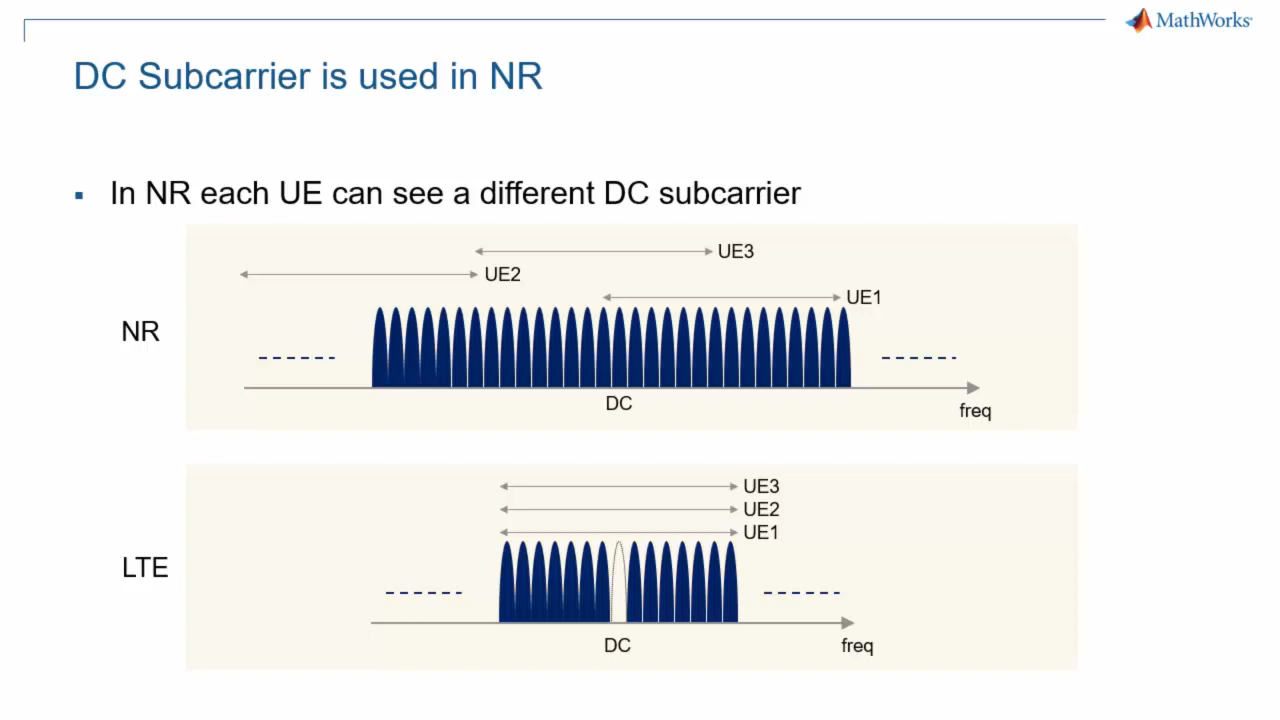 MathWorks
DC Subcarrier is used in NR
▪ In NR each UE can see a different DC subcarrier
UE3
UE2
UE1
NR
DC
freq
UE3
UE2
UE1
LTE
DC
freq